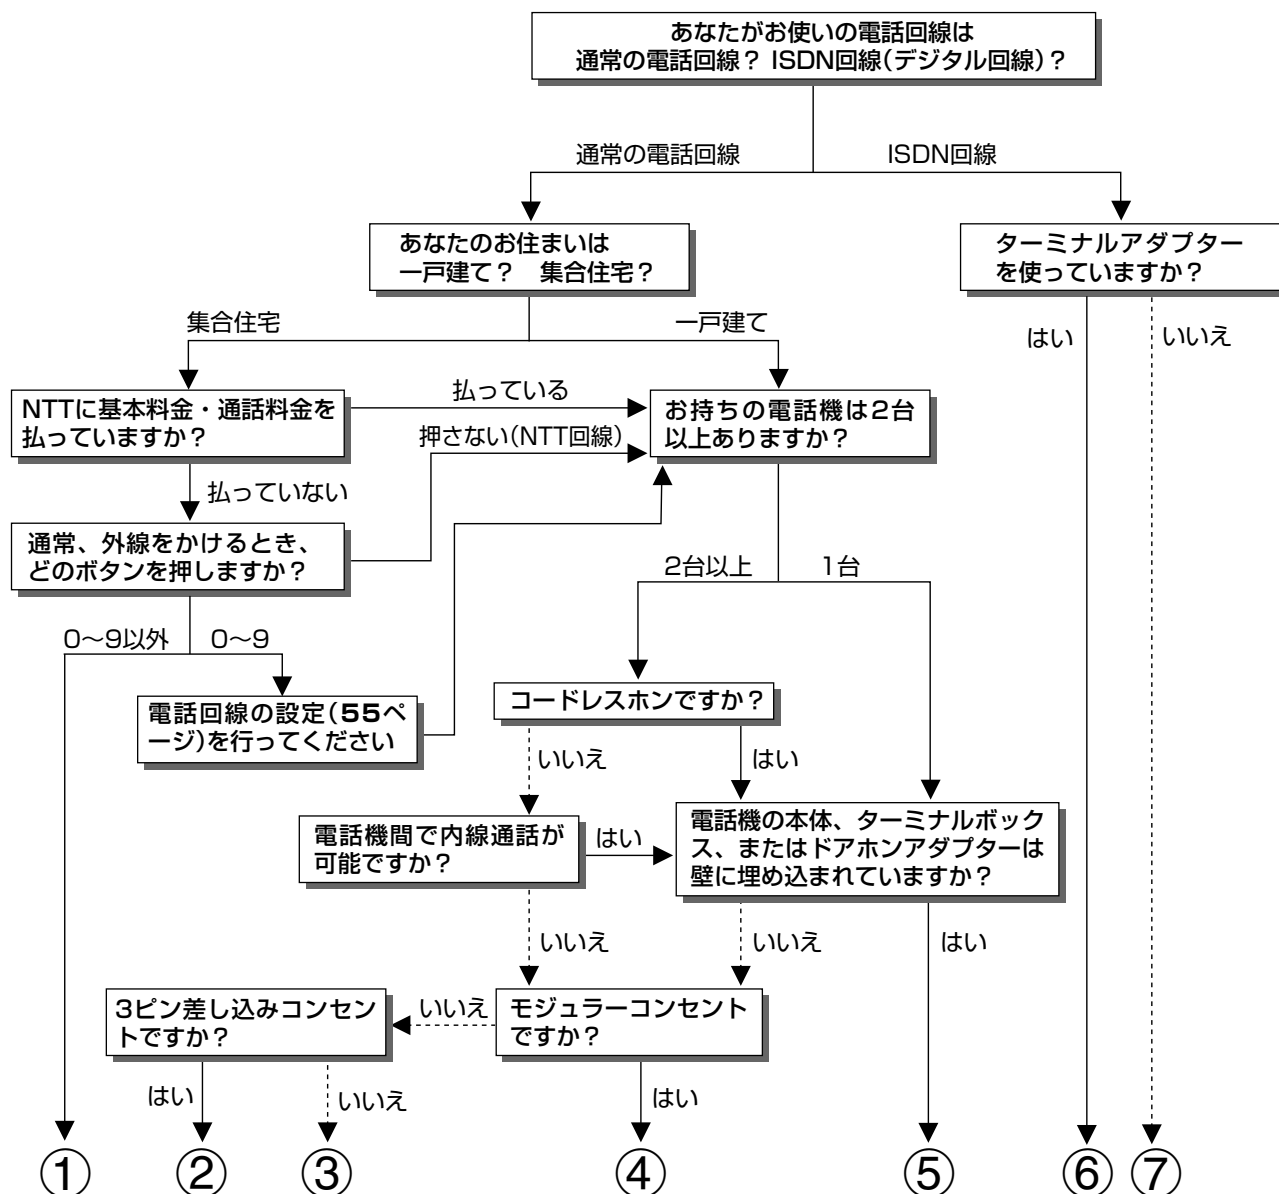 あなたがお使いの電話回線は
通常の電話回線？ ISDN回線(デジタル回線)？
通常の電話回線
ISDN回線
あなたのお住まいは
一戸建て？　集合住宅？
ターミナルアダプター
を使っていますか？
集合住宅
一戸建て
はい
いいえ
NTTに基本料金・通話料金を
払っていますか？
払っている
お持ちの電話機は2台
以上ありますか？
押さない(NTT回線)
払っていない
通常、外線をかけるとき、
どのボタンを押しますか？
2台以上
1台
0〜9以外
0〜9
コードレスホンですか？
電話回線の設定(55ペ
ージ)を行ってください
いいえ
はい
電話機間で内線通話が
可能ですか？
はい
電話機の本体、ターミナルボック
ス、またはドアホンアダプターは
壁に埋め込まれていますか？
いいえ
いいえ
はい
3ピン差し込みコンセン
トですか？
いいえ
モジュラーコンセント
ですか？
はい
いいえ
はい
① ② ③ ④ ⑤ ⑥ ⑦